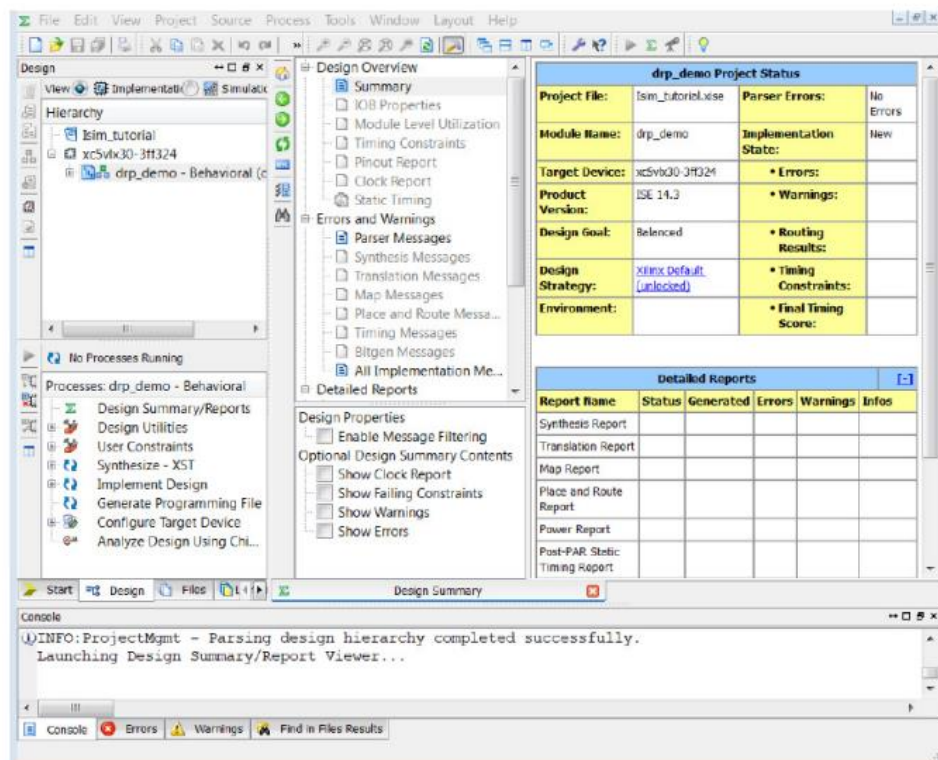 File Edit View Project Source Process Tools Window Layout Help
Design
View Implementati Simulatic
Hierarchy
Isim_tutorial
xc5vlx30-3ff324
drp_demo - Behavioral (c
No Processes Running
Processes: drp_demo - Behavioral
Design Summary/Reports
Design Utilities
User Constraints
Synthesize - XST
Implement Design
Generate Programming File
Configure Target Device
Analyze Design Using Chi...
Start Design Files
Design Overview
Summary
IOB Properties
Module Level Utilization
Timing Constraints
Pinout Report
Clock Report
Static Timing
Errors and Warnings
Parser Messages
Synthesis Messages
Translation Messages
Map Messages
Place and Route Messa...
Timing Messages
Bitgen Messages
All Implementation Me...
Detailed Reports
Design Properties
Enable Message Filtering
Optional Design Summary Contents
Show Clock Report
Show Failing Constraints
Show Warnings
Show Errors
drp_demo Project Status
Project File: Isim_tutorial.xise Parser Errors: No
Errors
Module Name: drp_demo Implementation New
State:
Target Device: xc5vlx30-3ff324 • Errors:
Product ISE 14.3 • Warnings:
Version:
Design Goal: Balanced • Routing
Results:
Design Xilinx Default • Timing
Strategy: (unlocked) Constraints:
Environment: • Final Timing
Score:
Detailed Reports [-]
Report Name Status Generated Errors Warnings Infos
Synthesis Report
Translation Report
Map Report
Place and Route
Report
Power Report
Post-PAR Static
Timing Report
Design Summary
Console
INFO:ProjectMgmt - Parsing design hierarchy completed successfully.
Launching Design Summary/Report Viewer...
Console Errors Warnings Find in Files Results